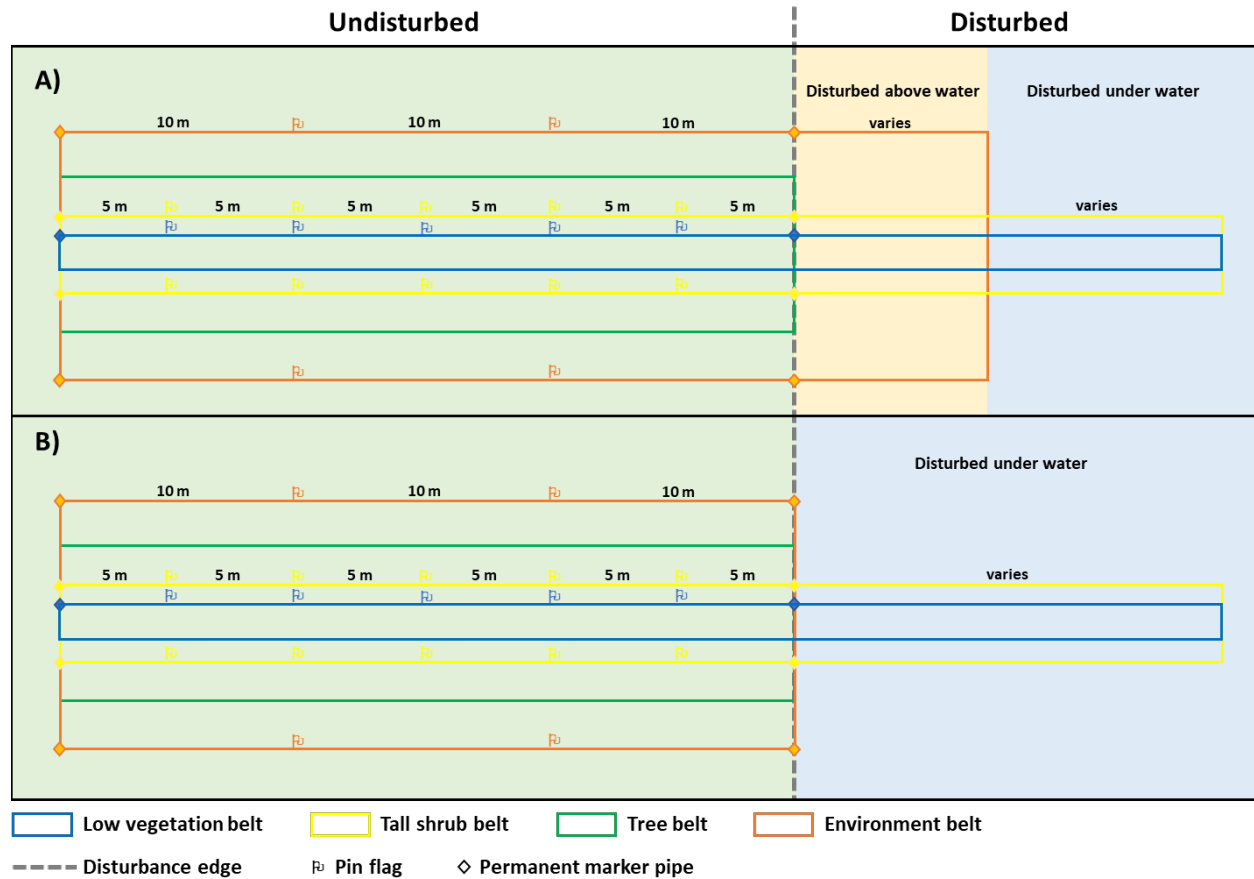 Undisturbed Disturbed
A)
Disturbed above water Disturbed under water
10 m 10 m 10 m varies
5 m 5 m 5 m 5 m 5 m 5 m varies
B)
Disturbed under water
10 m 10 m 10 m
5 m 5 m 5 m 5 m 5 m 5 m varies
Low vegetation belt Tall shrub belt Tree belt Environment belt
Disturbance edge Pin flag Permanent marker pipe